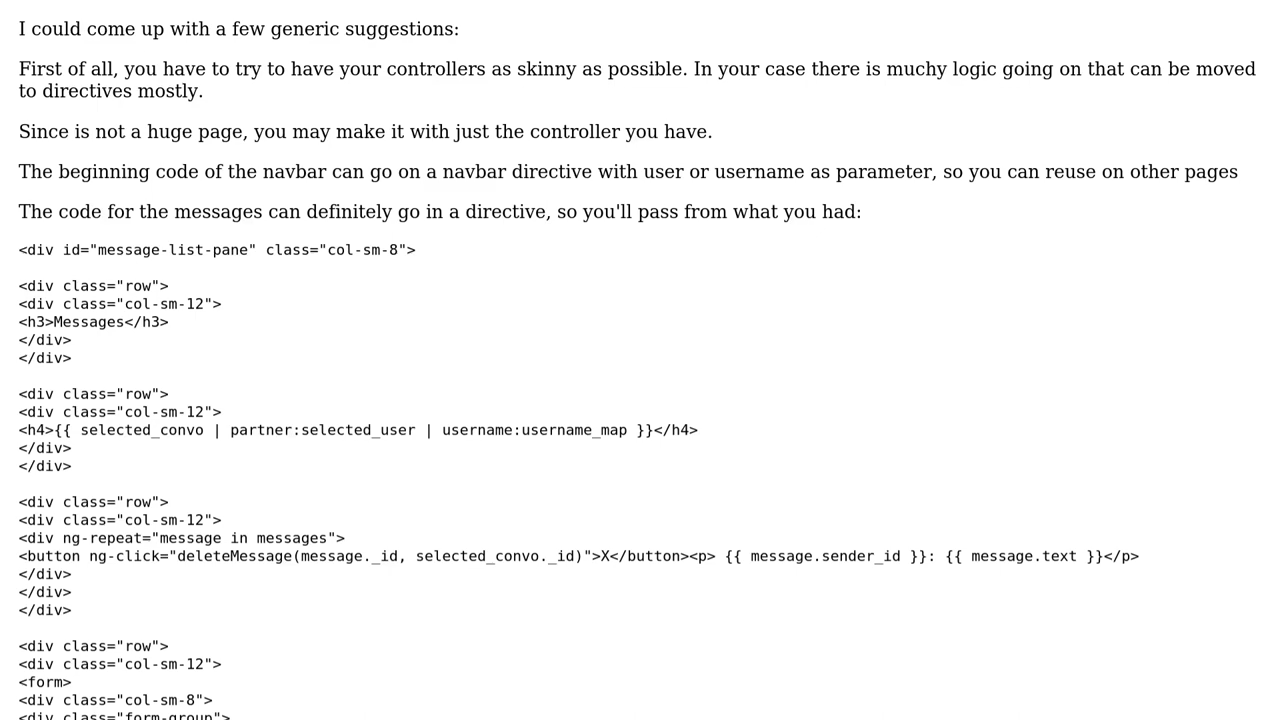 I could come up with a few generic suggestions:
First of all, you have to try to have your controllers as skinny as possible. In your case there is muchy logic going on that can be moved
to directives mostly.
Since is not a huge page, you may make it with just the controller you have.
The beginning code of the navbar can go on a navbar directive with user or username as parameter, so you can reuse on other pages
The code for the messages can definitely go in a directive, so you'll pass from what you had:
<div id="message-list-pane" class="col-sm-8">
<div class="row">
<div class="col-sm-12">
<h3>Messages</h3>
</div>
</div>
<div class="row">
<div class="col-sm-12">
<h4>{{ selected_convo | partner:selected_user | username:username_map }}</h4>
</div>
</div>
<div class="row">
<div class="col-sm-12">
<div ng-repeat="message in messages">
<button ng-click="deleteMessage(message._id, selected_convo._id)">X</button><p> {{ message.sender_id }}: {{ message.text }}</p>
</div>
</div>
</div>
<div class="row">
<div class="col-sm-12">
<form>
<div class="col-sm-8">
<div class="form-group">